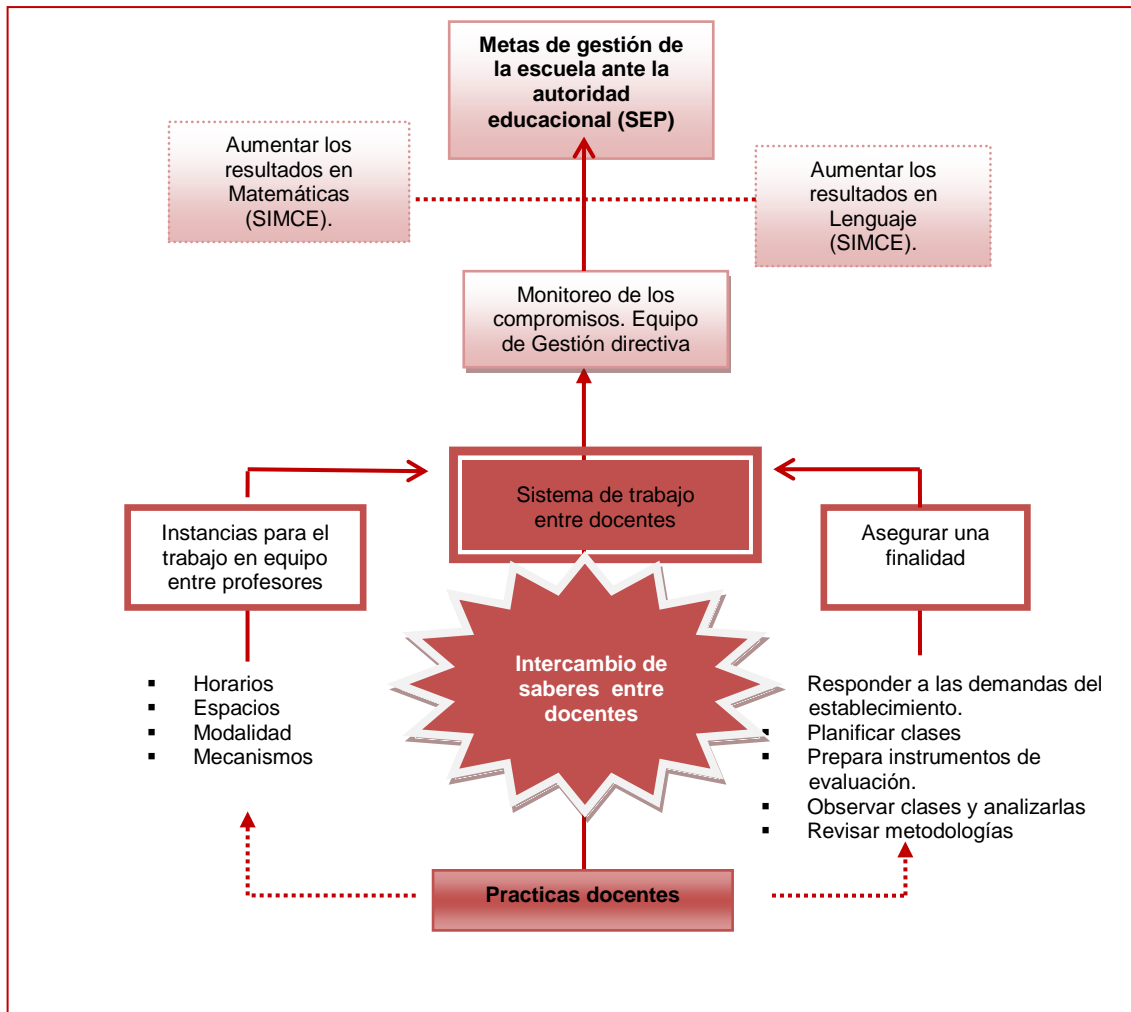 Metas de gestión de
la escuela ante la
autoridad
educacional (SEP)
Aumentar los
resultados en
Matemáticas
(SIMCE).
Aumentar los
resultados en
Lenguaje
(SIMCE).
Monitoreo de los
compromisos. Equipo
de Gestión directiva
Sistema de trabajo
entre docentes
Instancias para el
trabajo en equipo
entre profesores
Asegurar una
finalidad
Intercambio de
saberes entre
docentes
▪ Horarios
▪ Espacios
▪ Modalidad
▪ Mecanismos
Responder a las demandas del
establecimiento.
▪ Planificar clases
▪ Prepara instrumentos de
evaluación.
▪ Observar clases y analizarlas
▪ Revisar metodologías
Practicas docentes